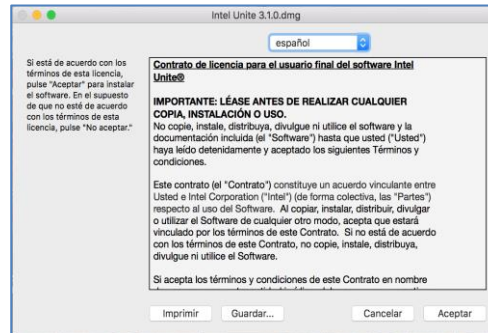 Intel Unite 3.1.0.dmg
español
Si está de acuerdo con los
términos de esta licencia,
pulse "Aceptar" para instalar
el software. En el supuesto
de que no esté de acuerdo
con los términos de esta
licencia, pulse "No aceptar."
Contrato de licencia para el usuario final del software Intel
Unite®
IMPORTANTE: LÉASE ANTES DE REALIZAR CUALQUIER
COPIA, INSTALACIÓN O USO.
No copie, instale, distribuya, divulgue ni utilice el software y la
documentación incluida (el "Software") hasta que usted ("Usted")
haya leído detenidamente y aceptado los siguientes Términos y
condiciones.
Este contrato (el "Contrato") constituye un acuerdo vinculante entre
Usted e Intel Corporation ("Intel") (de forma colectiva, las "Partes")
respecto al uso del Software. Al copiar, instalar, distribuir, divulgar
o utilizar el Software de cualquier otro modo, acepta que estará
vinculado por los términos de este Contrato. Si no está de acuerdo
con los términos de este Contrato, no copie, instale, distribuya,
divulgue ni utilice el Software.
Si acepta los términos y condiciones de este Contrato en nombre
Imprimir
Guardar...
Cancelar
Aceptar